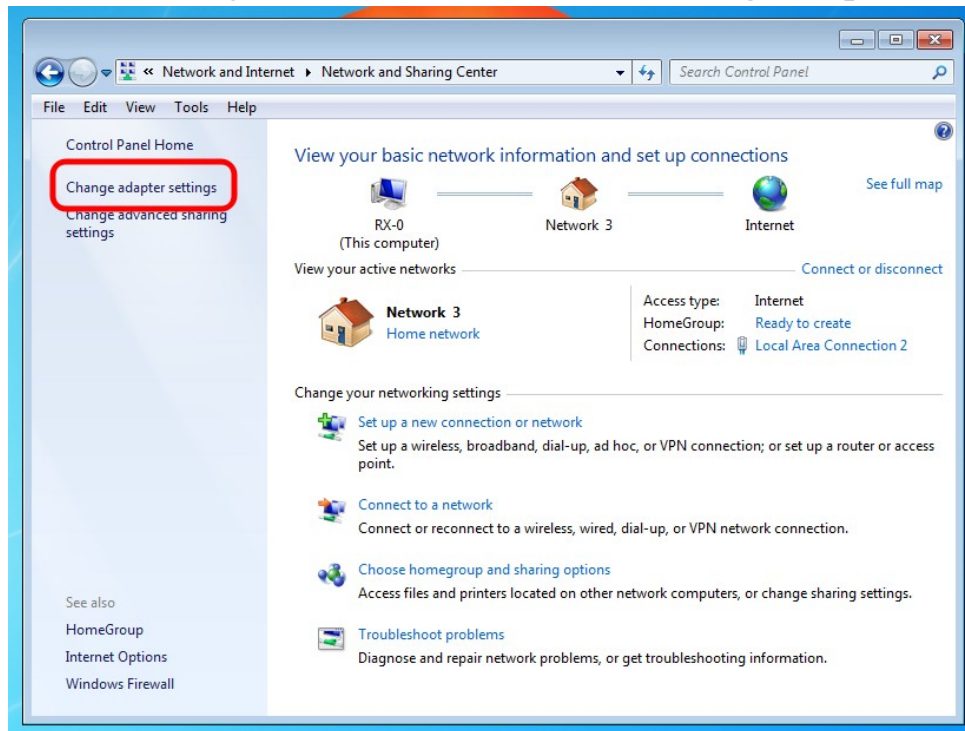 « Network and Internet ▸ Network and Sharing Center
Search Control Panel
File Edit View Tools Help
Control Panel Home
Change adapter settings
Change advanced sharing
settings
View your basic network information and set up connections
See full map
RX-0
(This computer)
Network 3
Internet
View your active networks
Connect or disconnect
Network 3
Home network
Access type: Internet
HomeGroup: Ready to create
Connections: Local Area Connection 2
Change your networking settings
Set up a new connection or network
Set up a wireless, broadband, dial-up, ad hoc, or VPN connection; or set up a router or access
point.
Connect to a network
Connect or reconnect to a wireless, wired, dial-up, or VPN network connection.
Choose homegroup and sharing options
Access files and printers located on other network computers, or change sharing settings.
Troubleshoot problems
Diagnose and repair network problems, or get troubleshooting information.
See also
HomeGroup
Internet Options
Windows Firewall